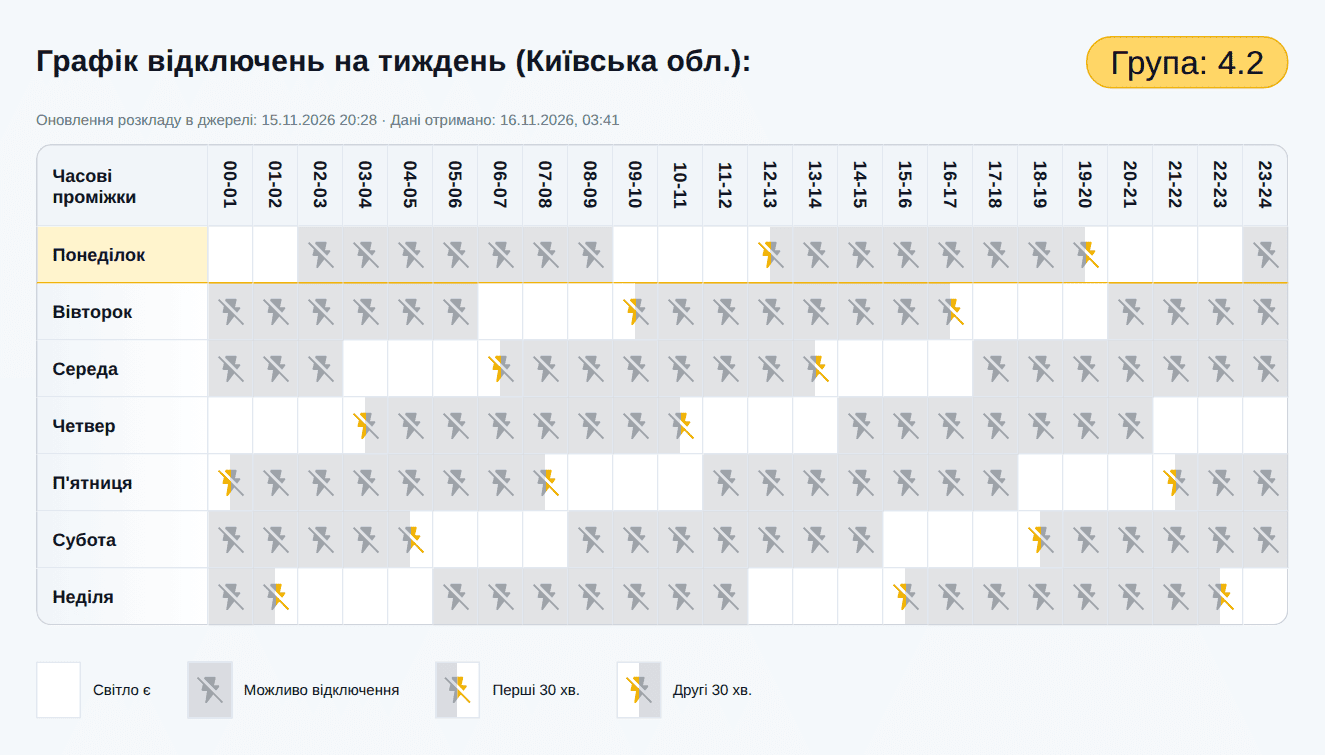 Графік відключень на тиждень (Київська обл.):
Група: 4.2
Оновлення розкладу в джерелі: 15.11.2026 20:28 · Дані отримано: 16.11.2026, 03:41
Часові
проміжки
00-01
01-02
02-03
03-04
04-05
05-06
06-07
07-08
08-09
09-10
10-11
11-12
12-13
13-14
14-15
15-16
16-17
17-18
18-19
19-20
20-21
21-22
22-23
23-24
Понеділок
Вівторок
Середа
Четвер
П'ятниця
Субота
Неділя
Світло є
Можливо відключення
Перші 30 хв.
Другі 30 хв.